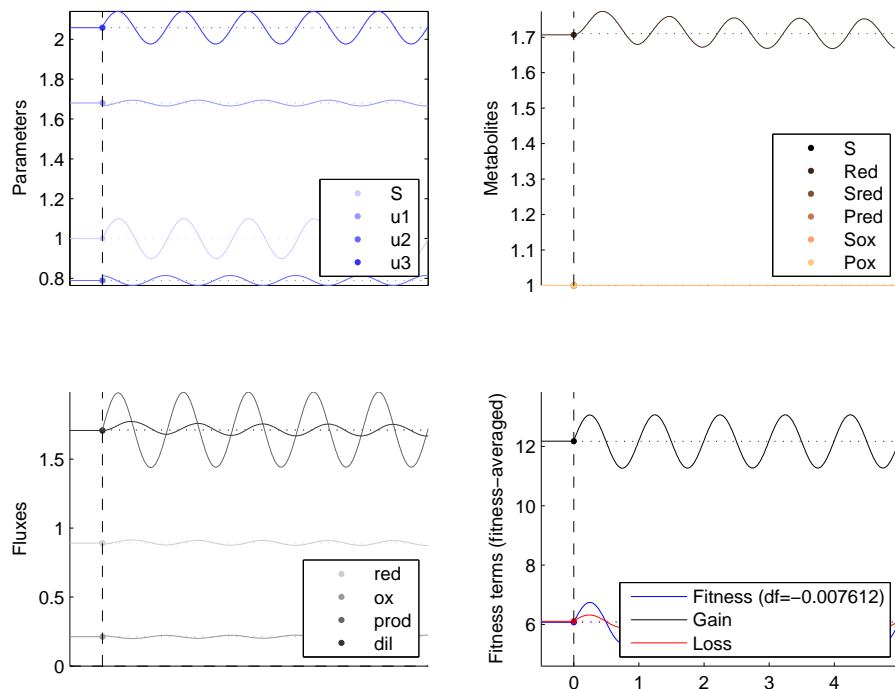 2
1.8
1.6
1.4
1.2
1
0.8
Parameters
S
u1
u2
u3
1.7
1.6
1.5
1.4
1.3
1.2
1.1
1
Metabolites
S
Red
Sred
Pred
Sox
Pox
1.5
1
0.5
0
Fluxes
red
ox
prod
dil
12
10
8
6
Fitness terms (fitness−averaged)
Fitness (df=−0.007612)
Gain
Loss
0
1
2
3
4